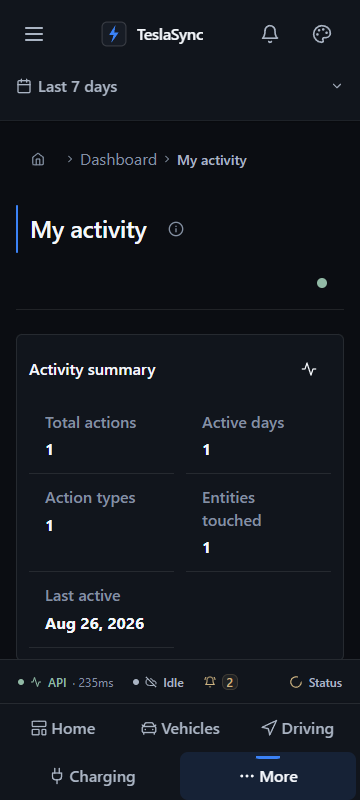 TeslaSync
Last 7 days
Dashboard My activity
My activity
Activity summary
Total actions
1
Active days
1
Action types
1
Entities
touched
1
Last active
Aug 26, 2026
API · 235ms Idle 2 Status
Home Vehicles Driving
Charging More